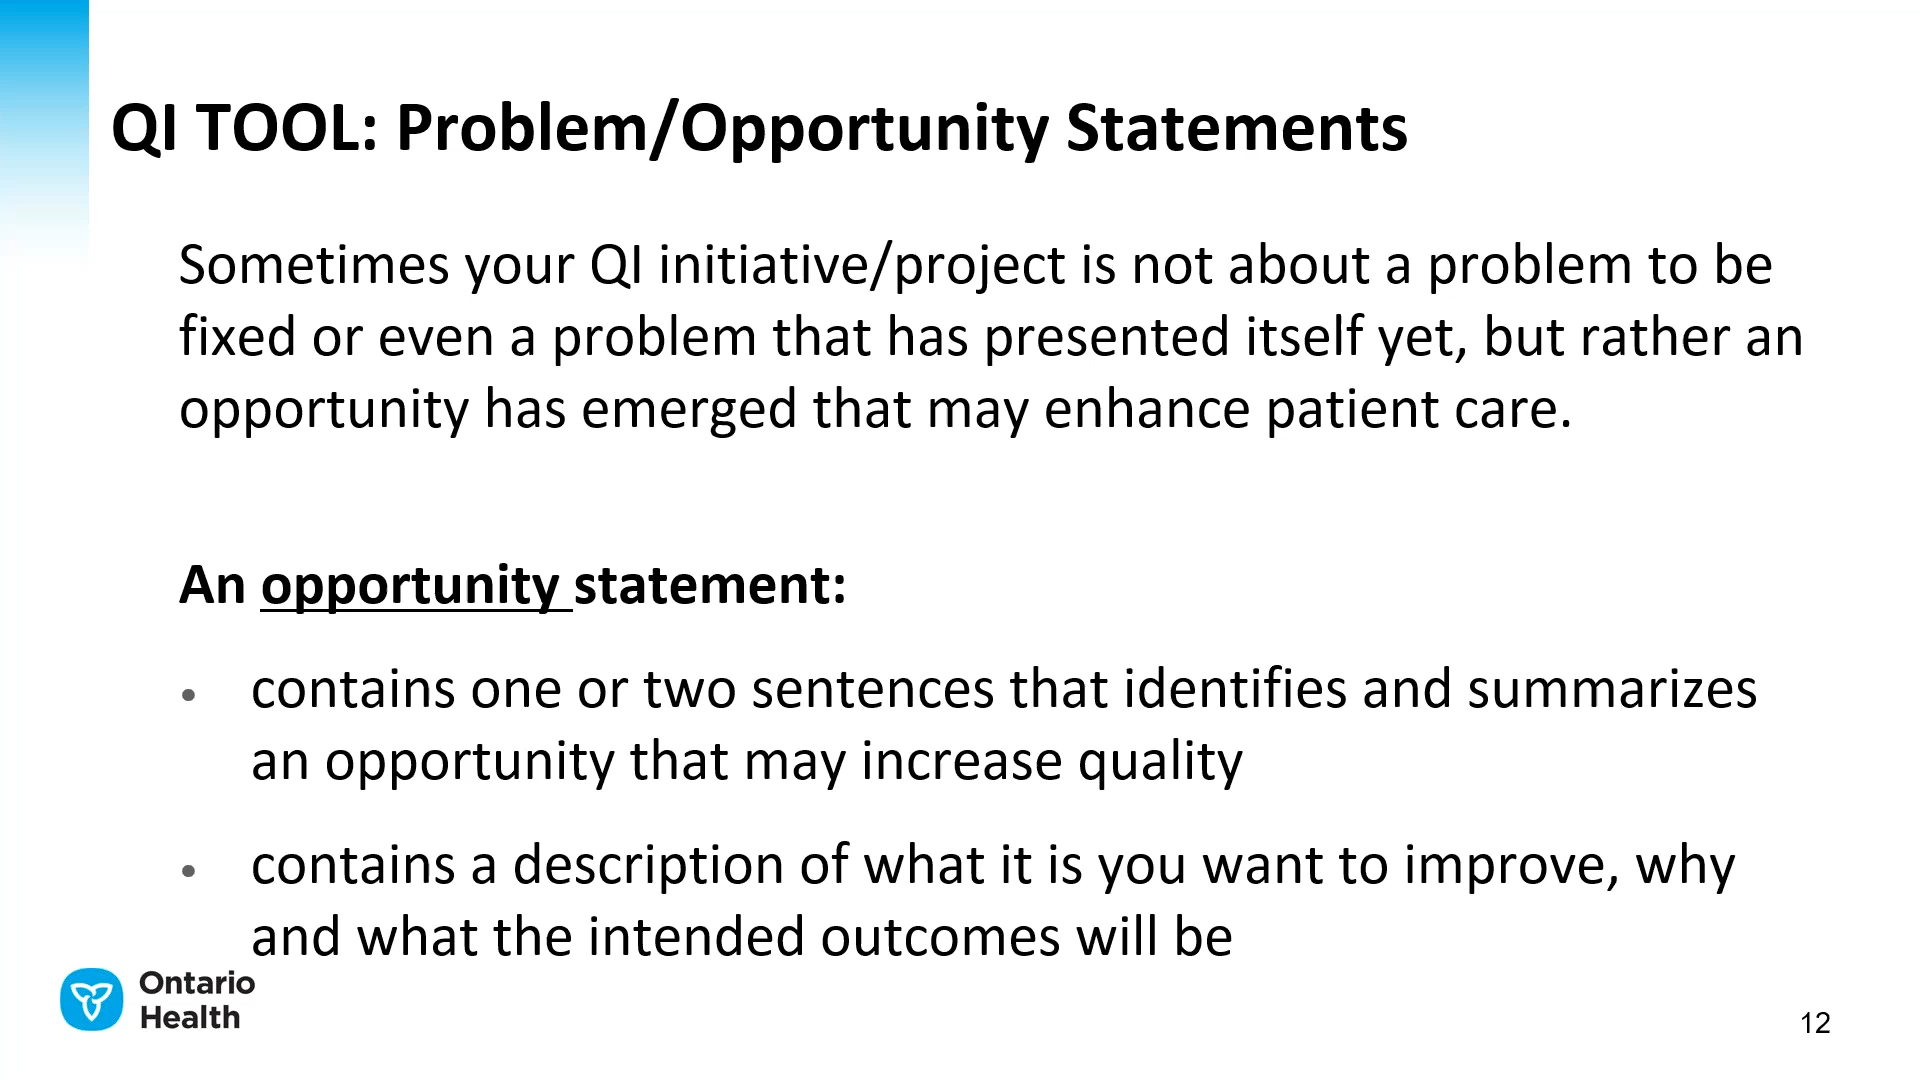 QI TOOL: Problem/Opportunity Statements
Sometimes your QI initiative/project is not about a problem to be
fixed or even a problem that has presented itself yet, but rather an
opportunity has emerged that may enhance patient care.
An opportunity statement:
• contains one or two sentences that identifies and summarizes
an opportunity that may increase quality
• contains a description of what it is you want to improve, why
and what the intended outcomes will be
Ontario
Health
12